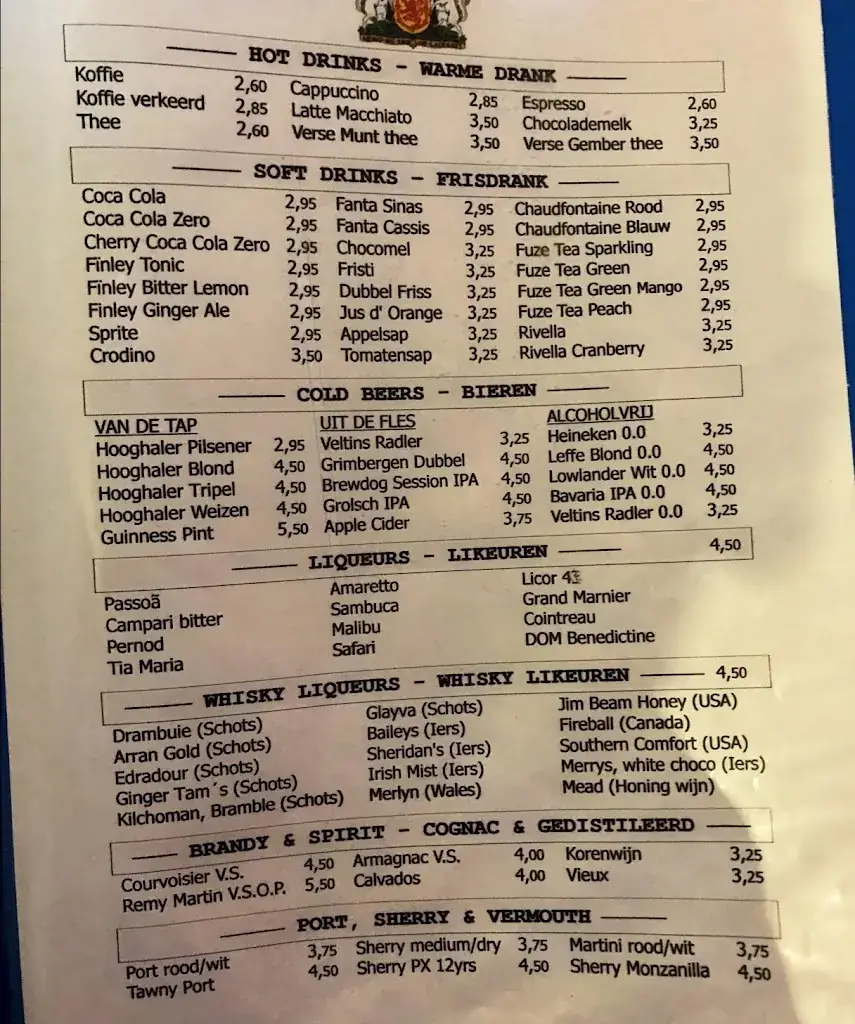 HOT DRINKS - WARME DRANK
Koffie 2,60 Cappuccino 2,85 Espresso 2,60
Koffie verkeerd 2,85 Latte Macchiato 3,50 Chocolademelk 3,25
Thee 2,60 Verse Munt thee 3,50 Verse Gember thee 3,50
SOFT DRINKS - FRISDRANK
Coca Cola 2,95 Fanta Sinas 2,95 Chaudfontaine Rood 2,95
Coca Cola Zero 2,95 Fanta Cassis 2,95 Chaudfontaine Blauw 2,95
Cherry Coca Cola Zero 2,95 Chocomel 3,25 Fuze Tea Sparkling 2,95
Finley Tonic 2,95 Fristi 3,25 Fuze Tea Green 2,95
Finley Bitter Lemon 2,95 Dubbel Friss 3,25 Fuze Tea Green Mango 2,95
Finley Ginger Ale 2,95 Jus d' Orange 3,25 Fuze Tea Peach 2,95
Sprite 2,95 Appelsap 3,25 Rivella 3,25
Crodino 3,50 Tomatensap 3,25 Rivella Cranberry 3,25
COLD BEERS - BIEREN
VAN DE TAP UIT DE FLES ALCOHOLVRIJ
Hooghaler Pilsener 2,95 Veltins Radler 3,25 Heineken 0.0 3,25
Hooghaler Blond 4,50 Grimbergen Dubbel 4,50 Leffe Blond 0.0 4,50
Hooghaler Tripel 4,50 Brewdog Session IPA 4,50 Lowlander Wit 0.0 4,50
Hooghaler Weizen 4,50 Grolsch IPA 4,50 Bavaria IPA 0.0 4,50
Guinness Pint 5,50 Apple Cider 3,75 Veltins Radler 0.0 3,25
LIQUEURS - LIKEUREN 4,50
Passoã Amaretto Licor 43
Campari bitter Sambuca Grand Marnier
Pernod Malibu Cointreau
Tia Maria Safari DOM Benedictine
WHISKY LIQUEURS - WHISKY LIKEUREN 4,50
Drambuie (Schots) Glayva (Schots) Jim Beam Honey (USA)
Arran Gold (Schots) Baileys (Iers) Fireball (Canada)
Edradour (Schots) Sheridan's (Iers) Southern Comfort (USA)
Ginger Tam´s (Schots) Irish Mist (Iers) Merrys, white choco (Iers)
Kilchoman, Bramble (Schots) Merlyn (Wales) Mead (Honing wijn)
BRANDY & SPIRIT - COGNAC & GEDISTILEERD
Courvoisier V.S. 4,50 Armagnac V.S. 4,00 Korenwijn 3,25
Remy Martin V.S.O.P. 5,50 Calvados 4,00 Vieux 3,25
PORT, SHERRY & VERMOUTH
Port rood/wit 3,75 Sherry medium/dry 3,75 Martini rood/wit 3,75
Tawny Port 4,50 Sherry PX 12yrs 4,50 Sherry Monzanilla 4,50